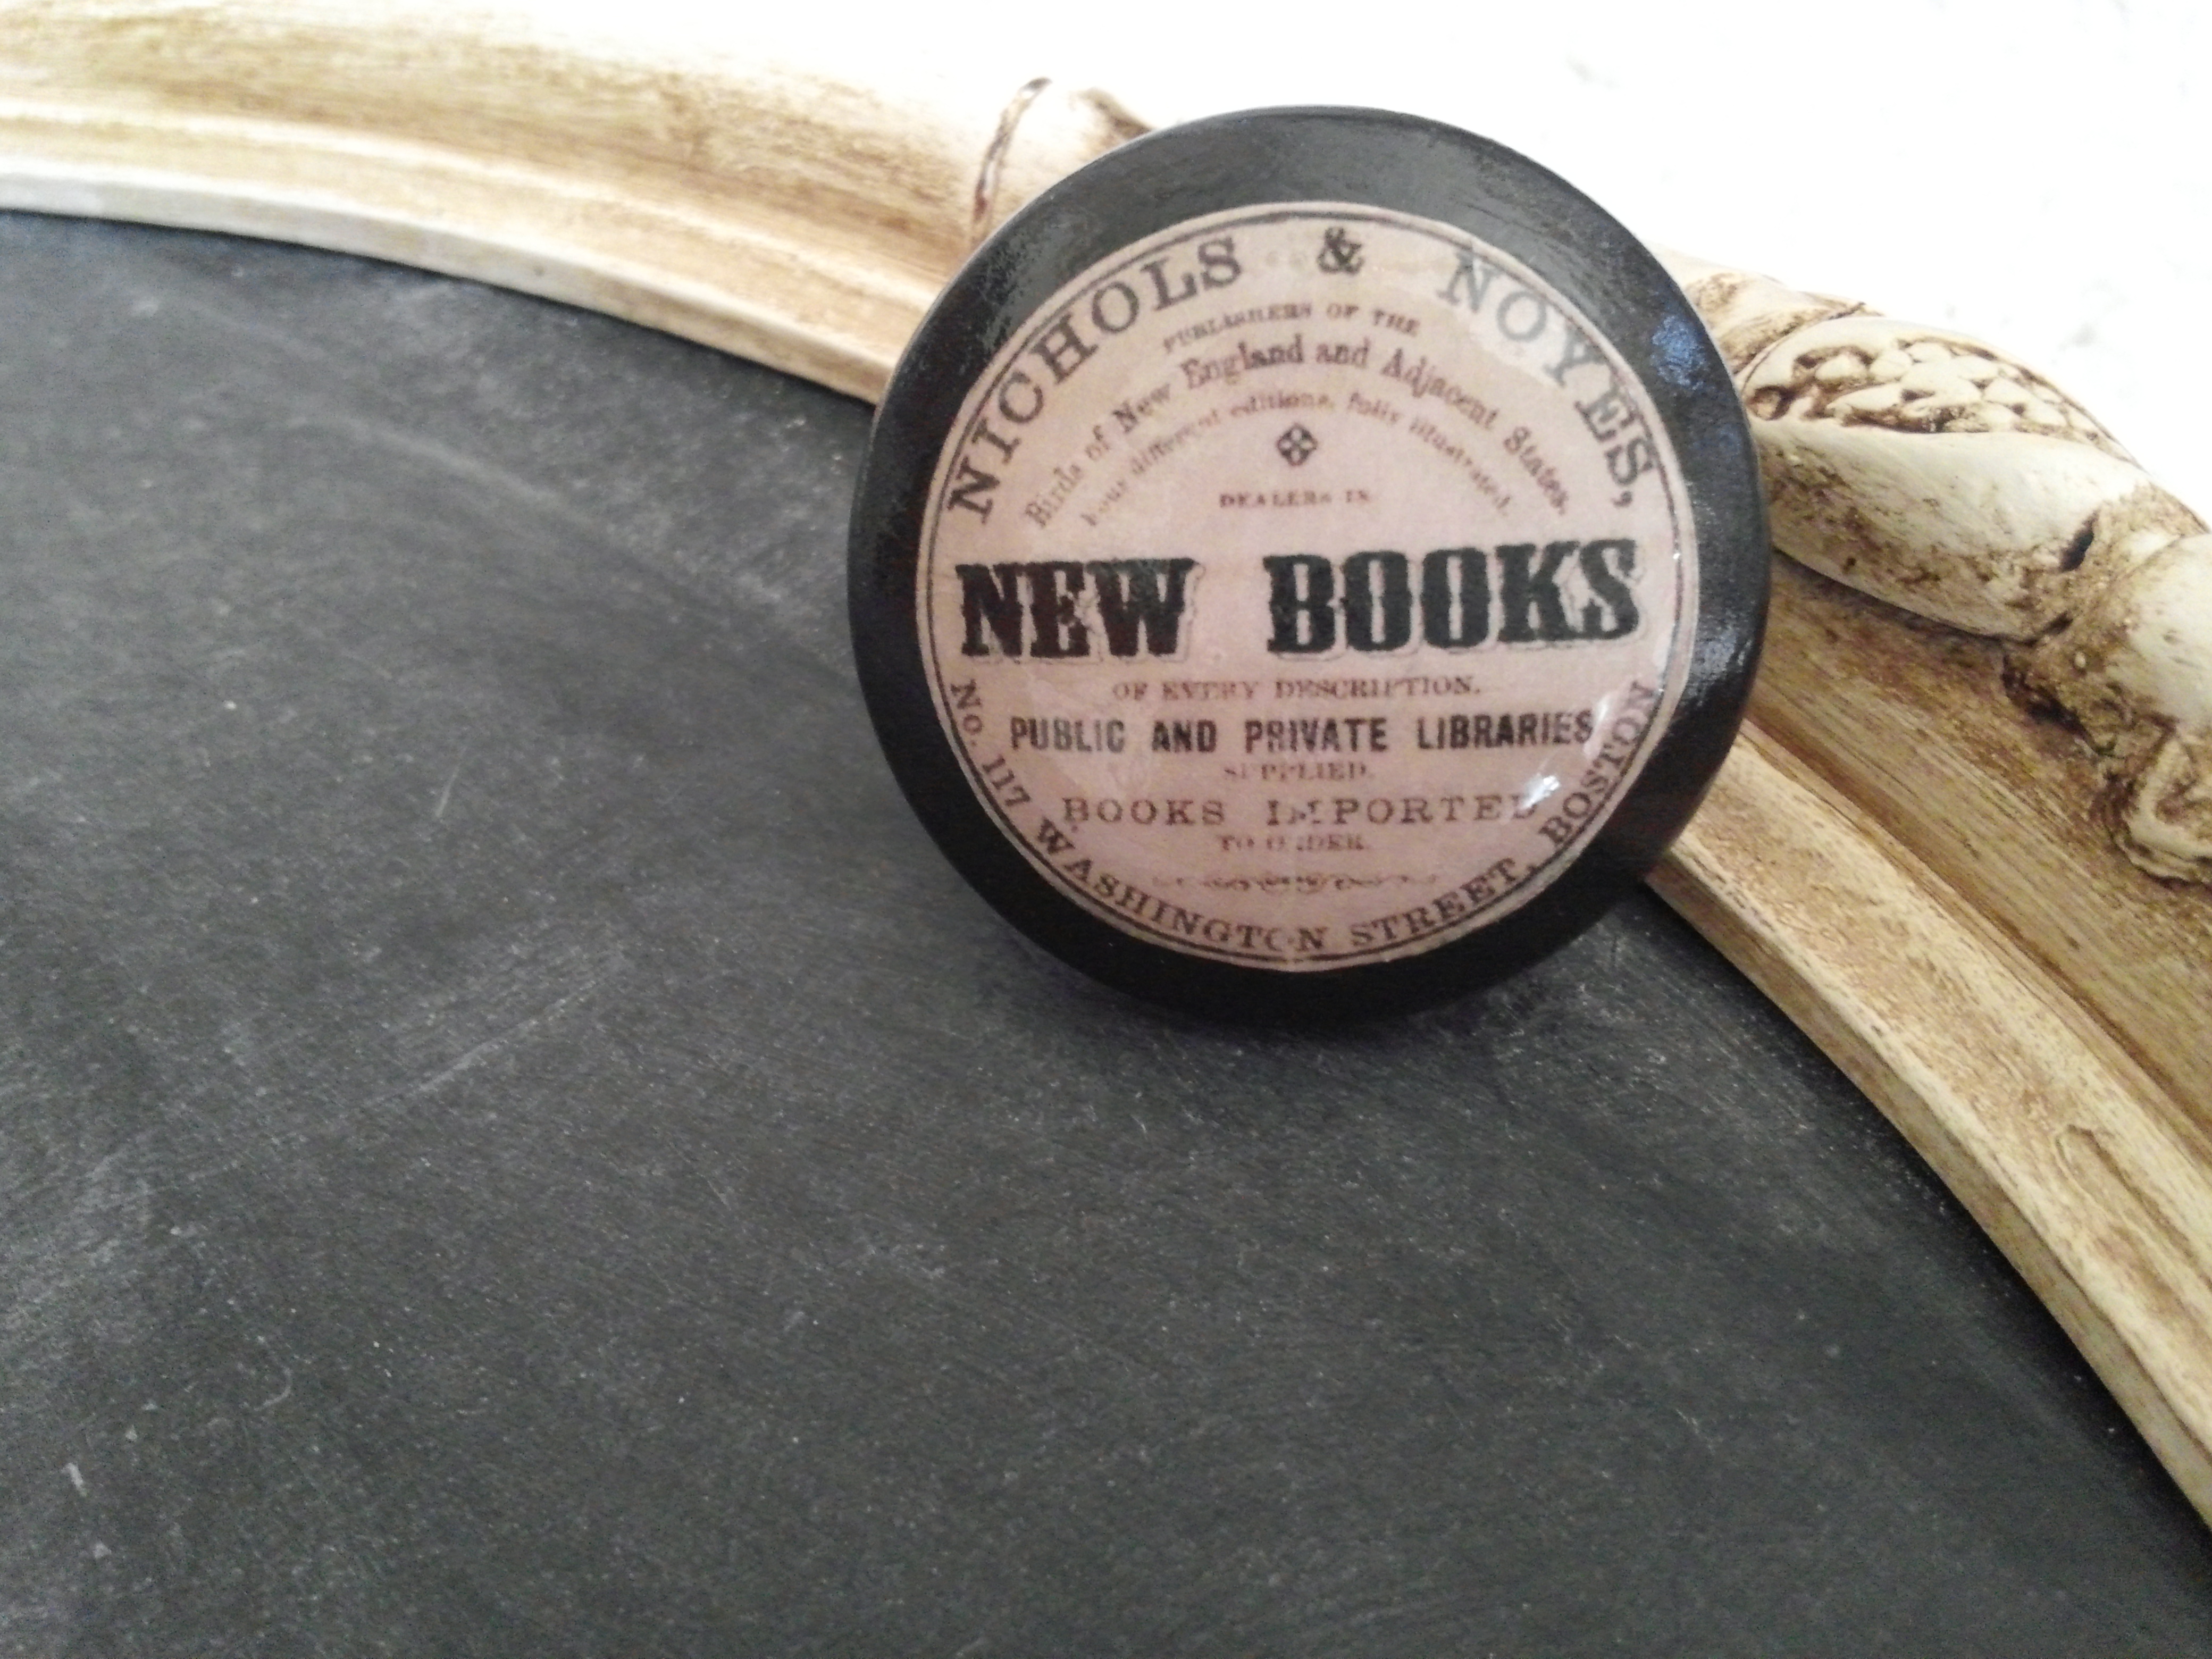 NICHOLS & NOYES,
PUBLISHERS OF THE
Birds of New England and Adjacent States.
Four different editions, fully illustrated.
DEALERS IN
NEW BOOKS
OF EVERY DESCRIPTION.
PUBLIC AND PRIVATE LIBRARIES
SUPPLIED.
BOOKS IMPORTED
TO ORDER.
No. 117 WASHINGTON STREET, BOSTON